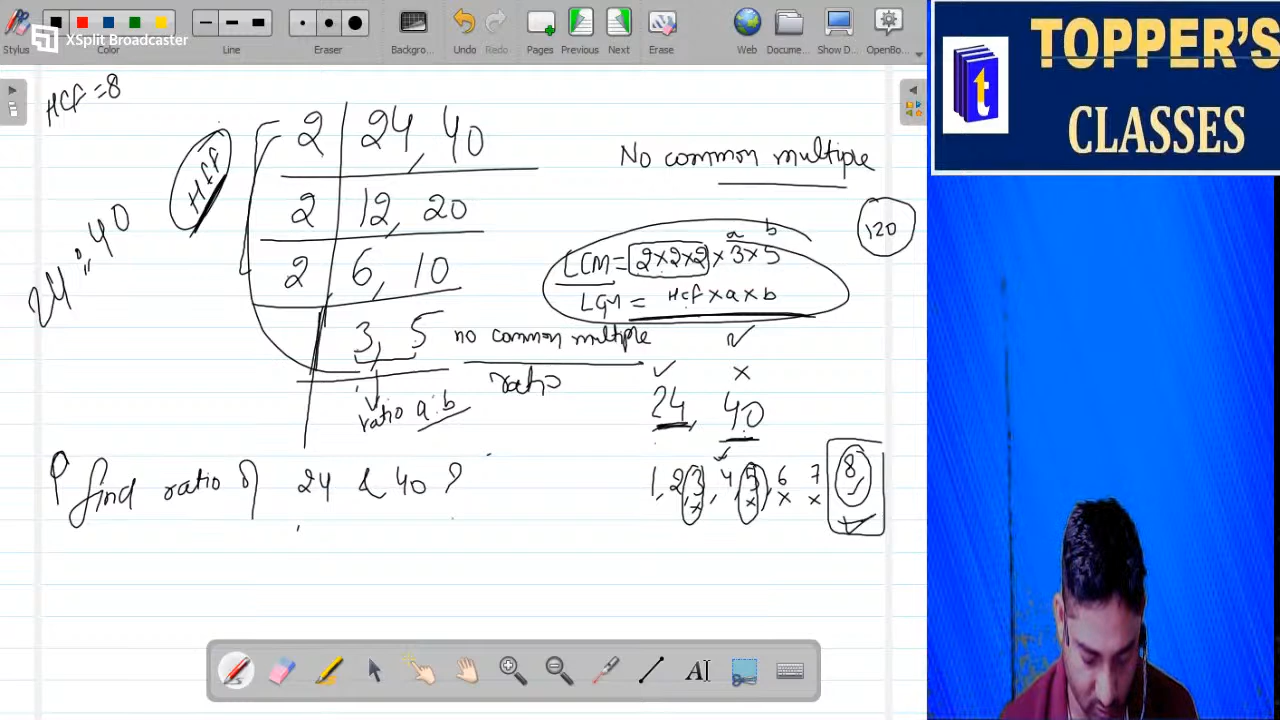 Stylus
Color
Line
Eraser
Backgro...
Undo
Redo
Pages
Previous
Next
Erase
Web
Docume...
Show D...
OpenBo...
XSplit Broadcaster
TOPPER'S
CLASSES
t
HCF = 8
HCF
24 : 40
2 | 24, 40
2 | 12, 20
2 | 6, 10
3, 5 no common multiple
ratio
ratio a:b
No common multiple
120
a b
LCM = 2×2×2 × 3 × 5
LCM = HCF × a × b
24, 40
1, 2, 3, 4, 5, 6 7 8
find ratio of 24 & 40 ?
AI